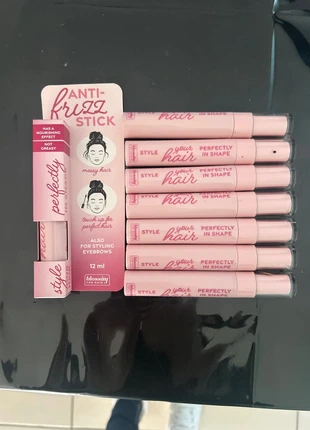 ANTI-
frizz
STICK
HAS A
NOURISHING
EFFECT
NOT
GREASY
perfectly
style
messy hair
touch up for
perfect hair
ALSO
FOR STYLING
EYEBROWS
12 ml
hair
PERFECTLY
IN SHAPE
STYLE your hair PERFECTLY
IN SHAPE
STYLE your hair PERFECTLY
IN SHAPE
hair PERFECTLY
IN SHAPE
STYLE your hair PERFECTLY
IN SHAPE
STYLE your hair PERFECTLY
IN SHAPE
STYLE your PERFECTLY